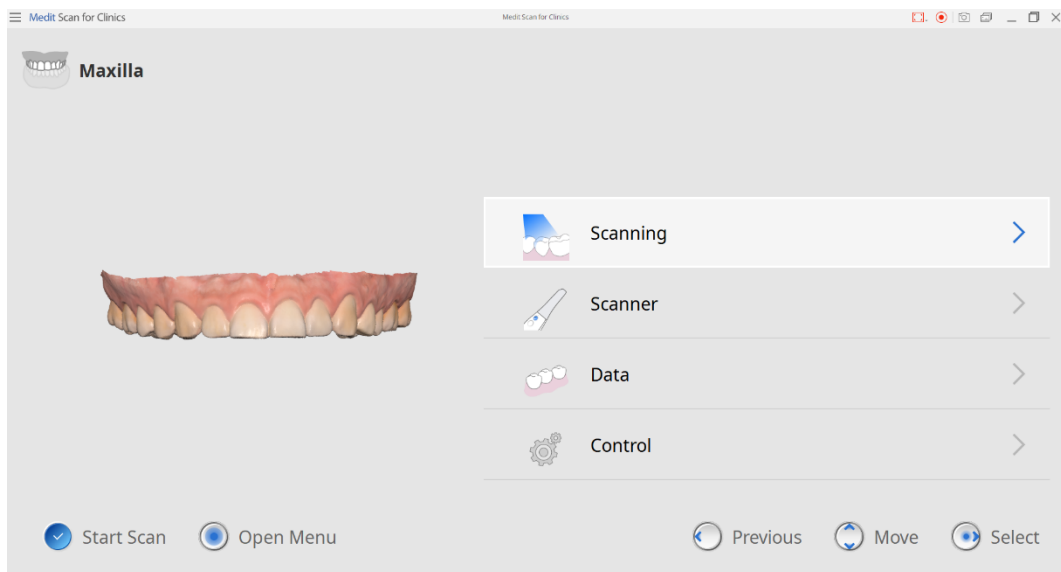 Medit Scan for Clinics
Medit Scan for Clinics
Maxilla
Scanning
Scanner
Data
Control
Start Scan
Open Menu
Previous
Move
Select